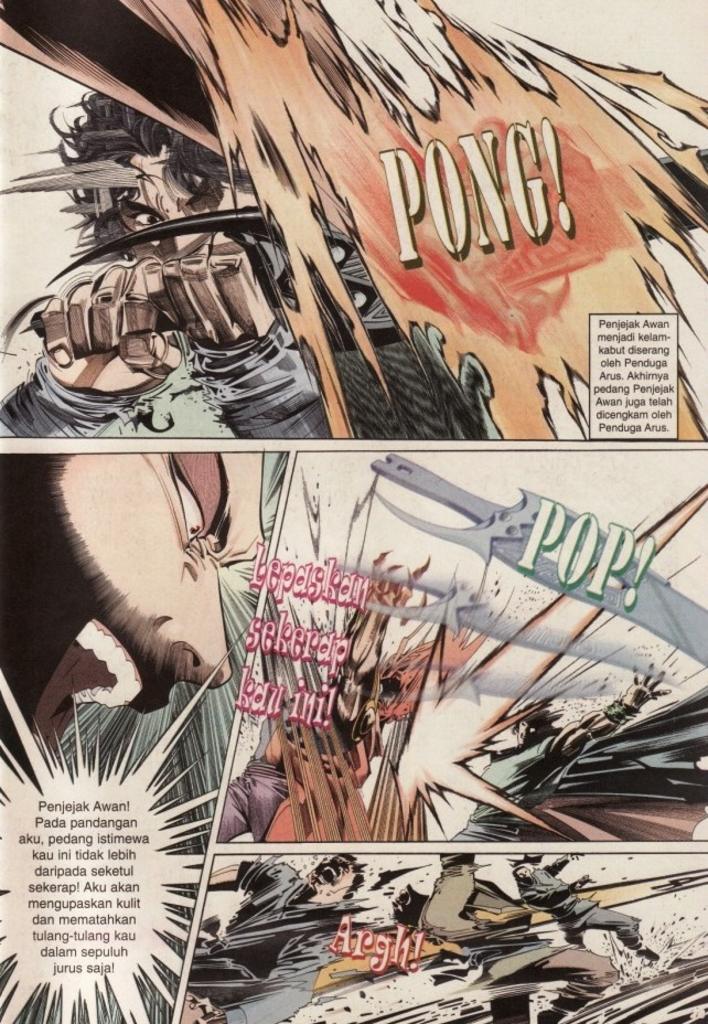 PONG!
Penjejak Awan
menjadi kelam-
kabut diserang
oleh Penduga
Arus. Akhirnya
pedang Penjejak
Awan juga telah
dicengkam oleh
Penduga Arus.
Lepaskan
sekerap
kau ini!
POP!
Penjejak Awan!
Pada pandangan
aku, pedang istimewa
kau ini tidak lebih
daripada seketul
sekerap! Aku akan
mengupaskan kulit
dan mematahkan
tulang-tulang kau
dalam sepuluh
jurus saja!
Argh!